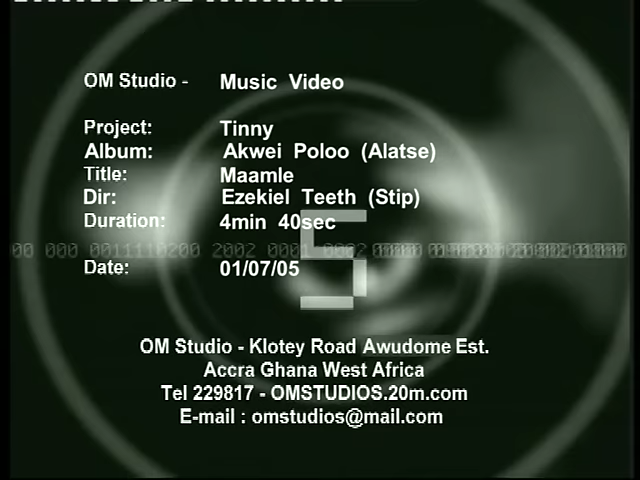 OM Studio - Music Video
Project: Tinny
Album: Akwei Poloo (Alatse)
Title: Maamle
Dir: Ezekiel Teeth (Stip)
Duration: 4min 40sec
5
Date: 01/07/05
OM Studio - Klotey Road Awudome Est.
Accra Ghana West Africa
Tel 229817 - OMSTUDIOS.20m.com
E-mail : omstudios@mail.com